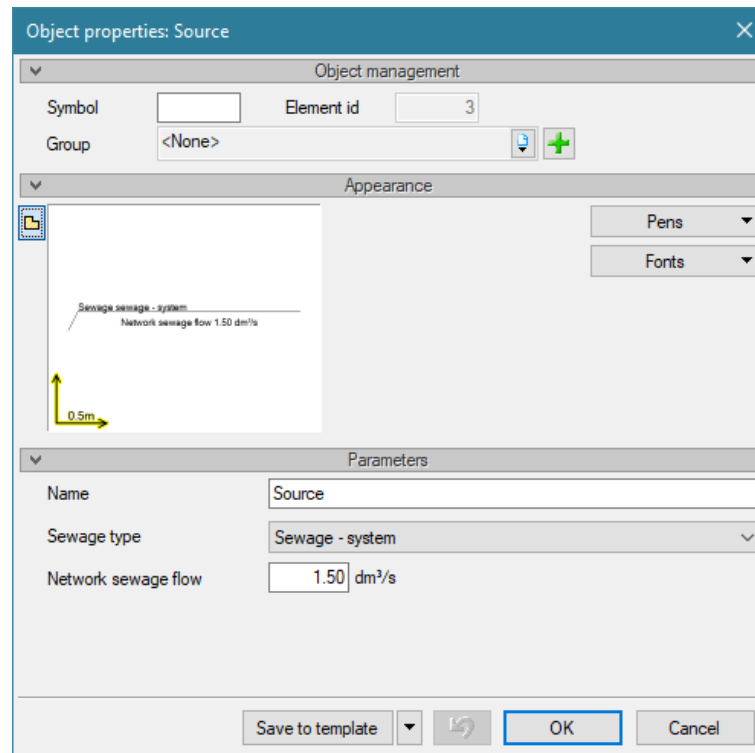 Object properties: Source
Object management
Symbol Element id 3
Group <None>
Appearance
Pens
Fonts
Sewage sewage - system
Network sewage flow 1.50 dm³/s
0.5m
Parameters
Name Source
Sewage type Sewage - system
Network sewage flow 1.50 dm³/s
Save to template OK Cancel